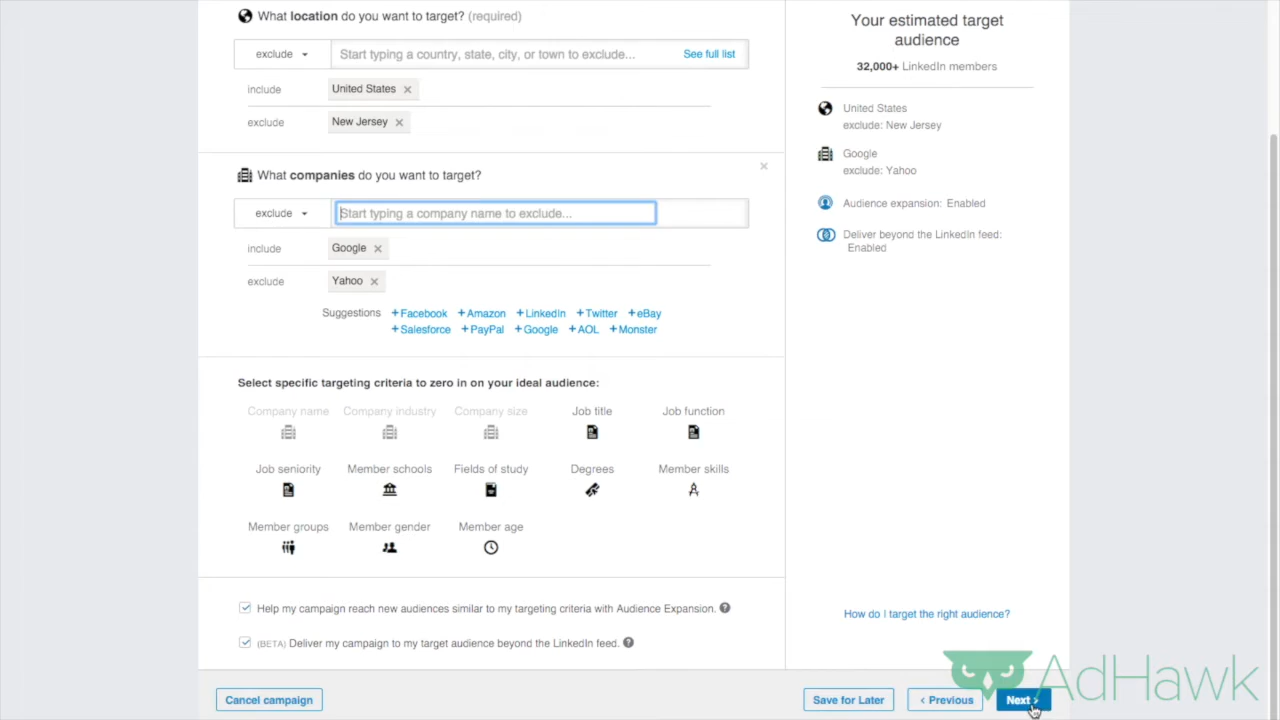 What location do you want to target? (required)
exclude
Start typing a country, state, city, or town to exclude...
See full list
include
United States ×
exclude
New Jersey ×
What companies do you want to target?
×
exclude
Start typing a company name to exclude...
include
Google ×
exclude
Yahoo ×
Suggestions +Facebook +Amazon +LinkedIn +Twitter +eBay
+Salesforce +PayPal +Google +AOL +Monster
Select specific targeting criteria to zero in on your ideal audience:
Company name Company industry Company size Job title Job function
Job seniority Member schools Fields of study Degrees Member skills
Member groups Member gender Member age
Help my campaign reach new audiences similar to my targeting criteria with Audience Expansion. ?
(BETA) Deliver my campaign to my target audience beyond the LinkedIn feed. ?
Cancel campaign
Save for Later
‹ Previous
Next ›
Your estimated target
audience
32,000+ LinkedIn members
United States
exclude: New Jersey
Google
exclude: Yahoo
Audience expansion: Enabled
Deliver beyond the LinkedIn feed:
Enabled
How do I target the right audience?
AdHawk